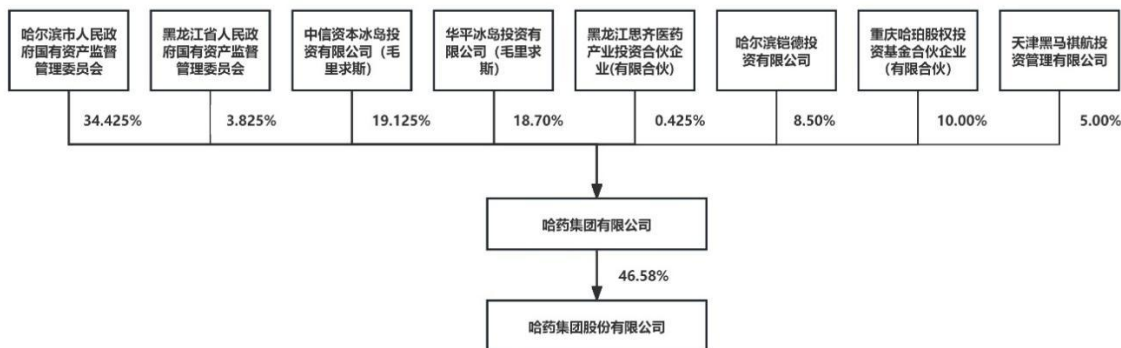 哈尔滨市人民政
府国有资产监督
管理委员会
黑龙江省人民政
府国有资产监督
管理委员会
中信资本冰岛投
资有限公司（毛
里求斯）
华平冰岛投资有
限公司（毛里求
斯）
黑龙江思齐医药
产业投资合伙企
业(有限合伙)
哈尔滨铠德投
资有限公司
重庆哈珀股权投
资基金合伙企业
（有限合伙）
天津黑马祺航投
资管理有限公司
34.425%
3.825%
19.125%
18.70%
0.425%
8.50%
10.00%
5.00%
哈药集团有限公司
46.58%
哈药集团股份有限公司